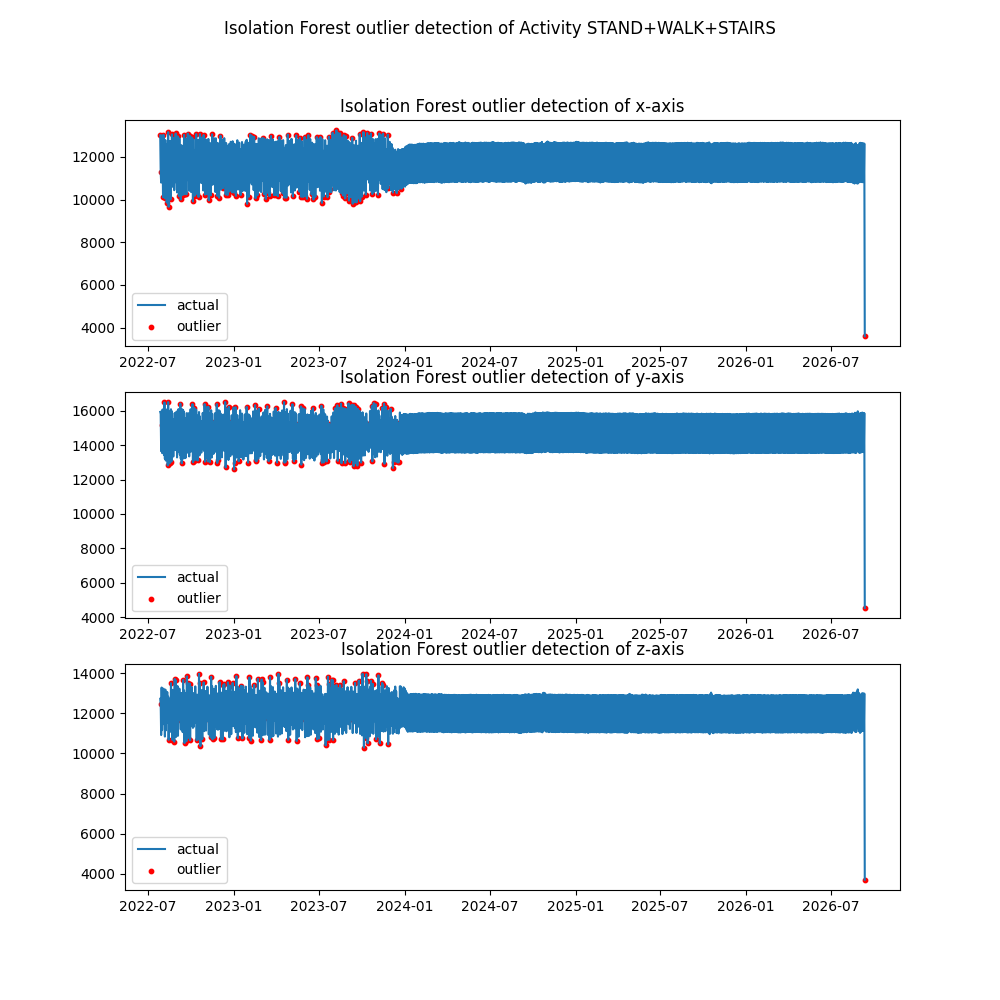 Isolation Forest outlier detection of Activity STAND+WALK+STAIRS
Isolation Forest outlier detection of x-axis
12000
10000
8000
6000
4000
actual
outlier
2022-07 2023-01 2023-07 2024-01 2024-07 2025-01 2025-07 2026-01 2026-07
Isolation Forest outlier detection of y-axis
16000
14000
12000
10000
8000
6000
4000
actual
outlier
2022-07 2023-01 2023-07 2024-01 2024-07 2025-01 2025-07 2026-01 2026-07
Isolation Forest outlier detection of z-axis
14000
12000
10000
8000
6000
4000
actual
outlier
2022-07 2023-01 2023-07 2024-01 2024-07 2025-01 2025-07 2026-01 2026-07